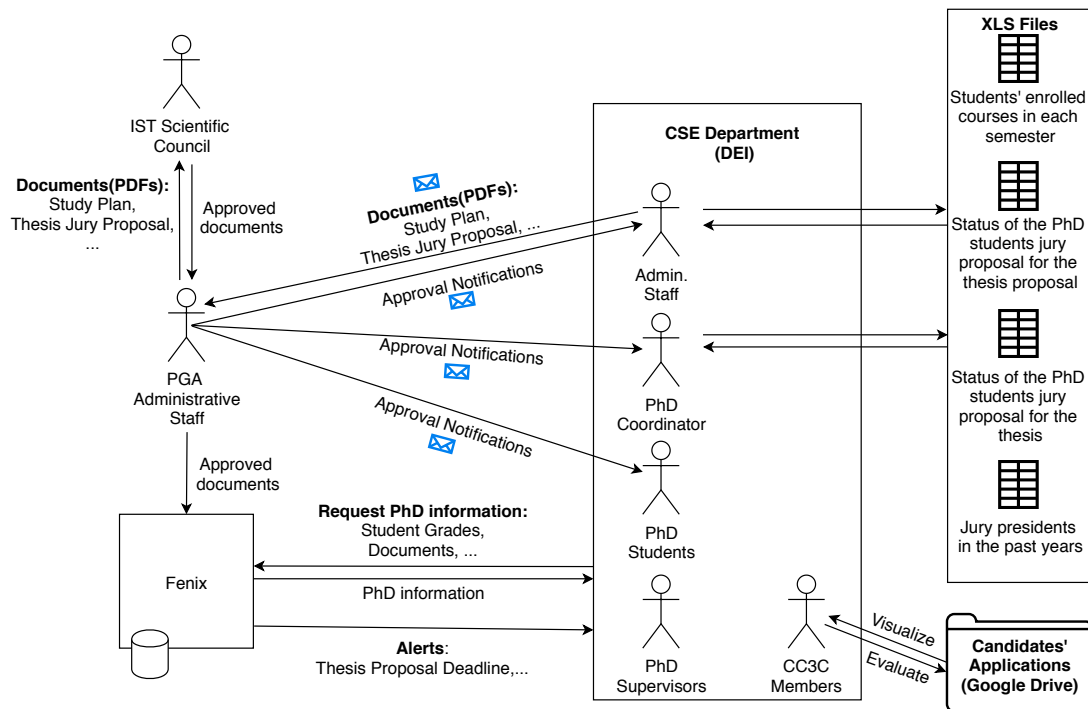 IST Scientific
Council
Documents(PDFs):
Study Plan,
Thesis Jury Proposal,
...
Approved
documents
PGA
Administrative
Staff
Approved
documents
Fenix
Documents(PDFs):
Study Plan,
Thesis Jury Proposal, ...
Approval Notifications
Approval Notifications
Approval Notifications
Request PhD information:
Student Grades,
Documents, ...
PhD information
Alerts:
Thesis Proposal Deadline,...
CSE Department
(DEI)
Admin.
Staff
PhD
Coordinator
PhD
Students
PhD
Supervisors
CC3C
Members
XLS Files
Students' enrolled
courses in each
semester
Status of the PhD
students jury
proposal for the
thesis proposal
Status of the PhD
students jury
proposal for the
thesis
Jury presidents
in the past years
Visualize
Evaluate
Candidates'
Applications
(Google Drive)